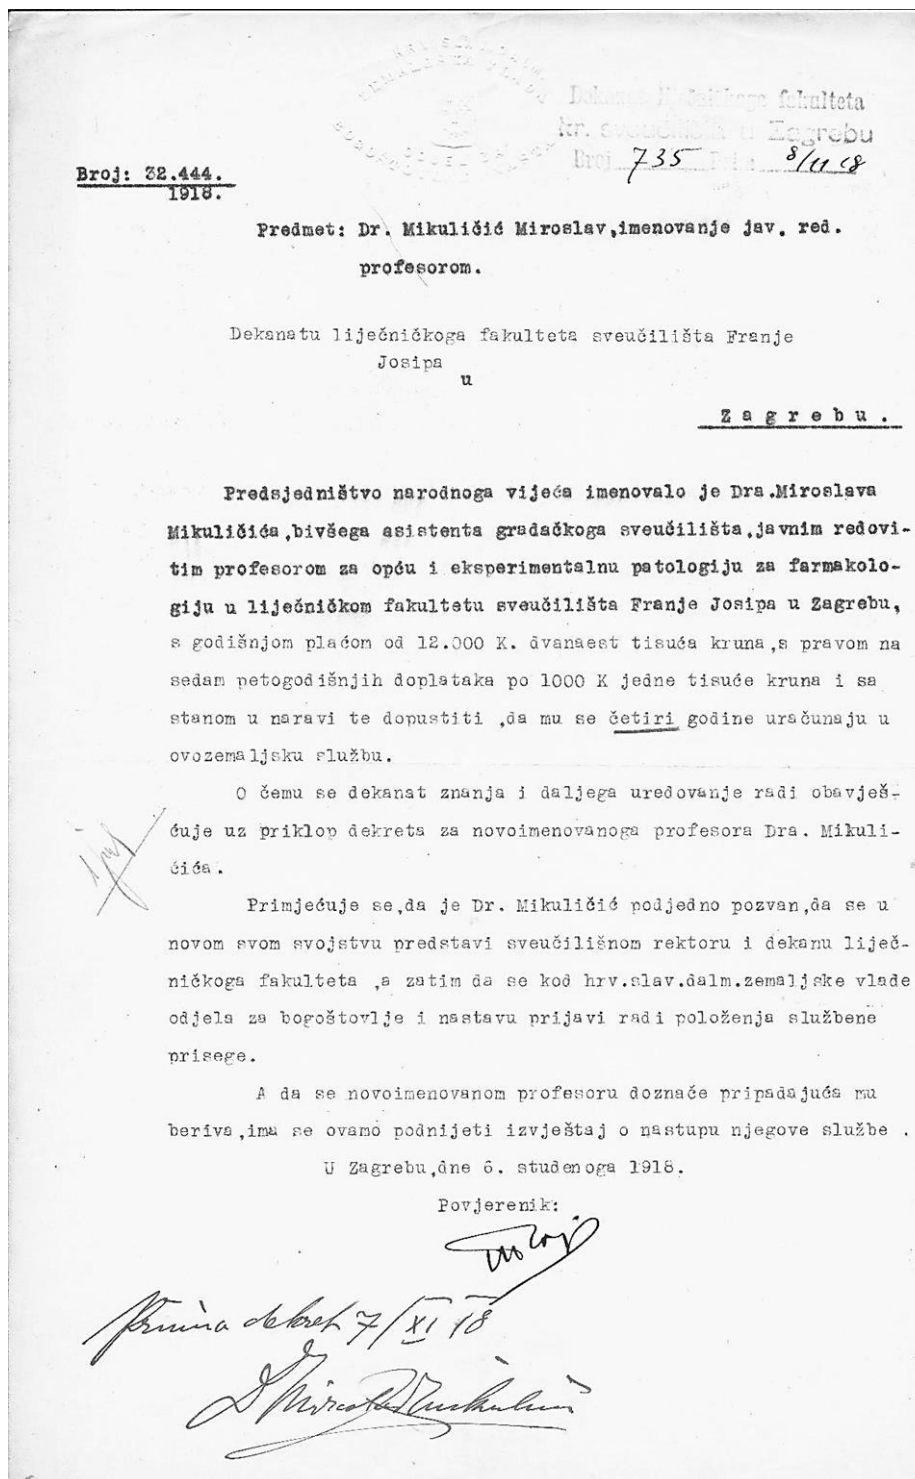 Dekanat liječničkoga fakulteta
kr. sveučilišta u Zagrebu
Broj 735 8/11 18
Broj: 32.444.
1918.
Predmet: Dr. Mikuličić Miroslav,imenovanje jav. red.
profesorom.
Dekanatu liječničkoga fakulteta sveučilišta Franje
Josipa
u
Zagrebu.
Predsjedništvo narodnoga vijeća imenovalo je Dra.Miroslava
Mikuličića,bivšega asistenta gradačkoga sveučilišta,javnim redovi-
tim profesorom za opću i eksperimentalnu patologiju za farmakolo-
giju u liječničkom fakultetu sveučilišta Franje Josipa u Zagrebu,
s godišnjom plaćom od 12.000 K. dvanaest tisuća kruna,s pravom na
sedam petogodišnjih doplataka po 1000 K jedne tisuće kruna i sa
stanom u naravi te dopustiti ,da mu se četiri godine uračunaju u
ovozemaljsku službu.
O čemu se dekanat znanja i daljega uredovanje radi obavješ-
ćuje uz priklop dekreta za novoimenovanoga profesora Dra. Mikuli-
ćića.
Primjećuje se,da je Dr. Mikuličić podjedno pozvan,da se u
novom svom svojstvu predstavi sveučilišnom rektoru i dekanu liječ-
ničkoga fakulteta ,a zatim da se kod hrv.slav.dalm.zemaljske vlade
odjela za bogoštovlje i nastavu prijavi radi položenja službene
prisege.
A da se novoimenovanom profesoru doznače pripadajuća mu
beriva,ima se ovamo podnijeti izvještaj o nastupu njegove službe .
U Zagrebu,dne 6. studenoga 1918.
Povjerenik:
Prima dekret 7/XI 18
Dr Miroslav Mikuličić